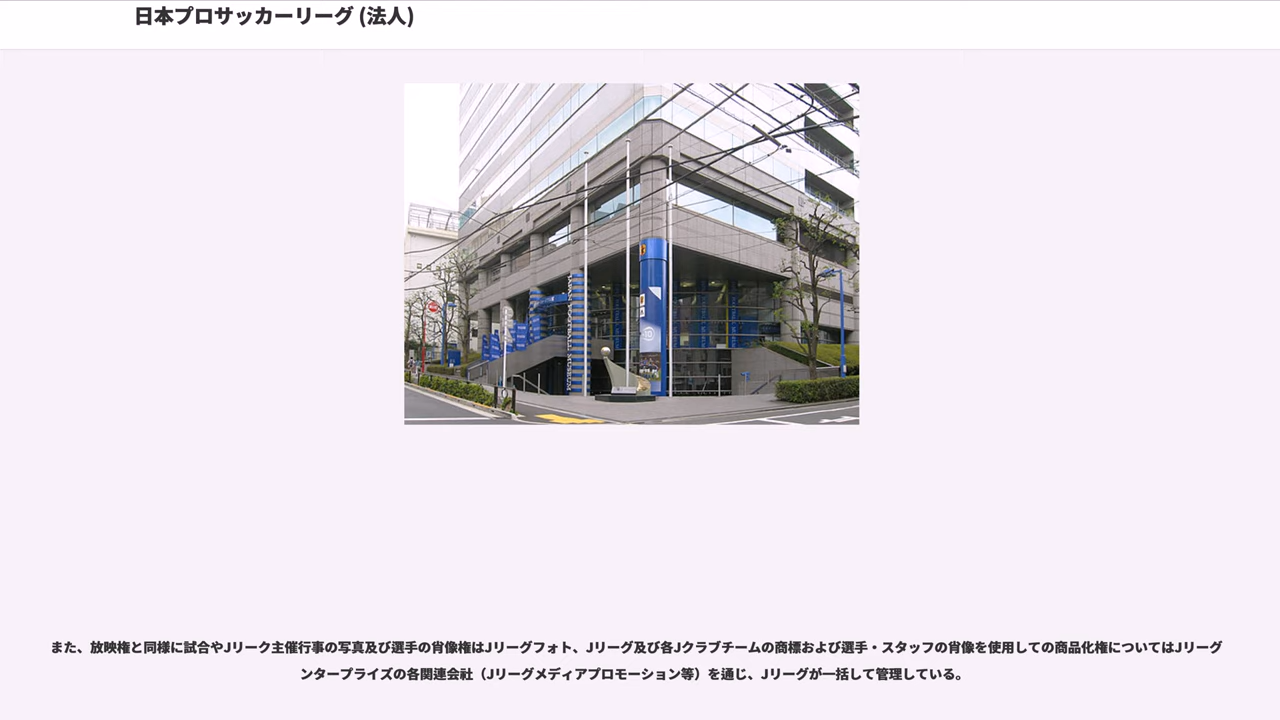 日本プロサッカーリーグ (法人)
JAPAN FOOTBALL MUSEUM
10
また、放映権と同様に試合やJリーク主催行事の写真及び選手の肖像権はJリーグフォト、Jリーグ及び各Jクラブチームの商標および選手・スタッフの肖像を使用しての商品化権についてはJリーグ
ンタープライズの各関連会社（Jリーグメディアプロモーション等）を通じ、Jリーグが一括して管理している。